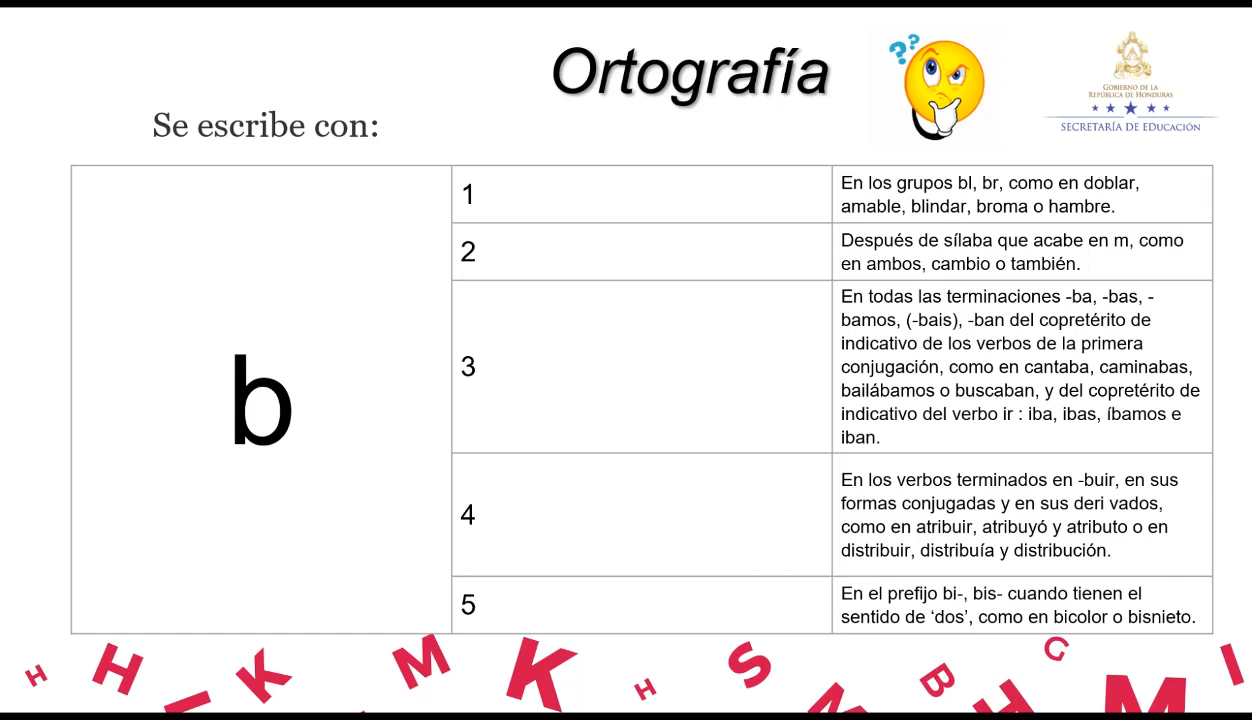 Ortografía
??
GOBIERNO DE LA
REPÚBLICA DE HONDURAS
SECRETARÍA DE EDUCACIÓN
Se escribe con:
b
1
En los grupos bl, br, como en doblar,
amable, blindar, broma o hambre.
2
Después de sílaba que acabe en m, como
en ambos, cambio o también.
3
En todas las terminaciones -ba, -bas, -
bamos, (-bais), -ban del copretérito de
indicativo de los verbos de la primera
conjugación, como en cantaba, caminabas,
bailábamos o buscaban, y del copretérito de
indicativo del verbo ir : iba, ibas, íbamos e
iban.
4
En los verbos terminados en -buir, en sus
formas conjugadas y en sus deri vados,
como en atribuir, atribuyó y atributo o en
distribuir, distribuía y distribución.
5
En el prefijo bi-, bis- cuando tienen el
sentido de ‘dos’, como en bicolor o bisnieto.
H H K M K H S B H G M I